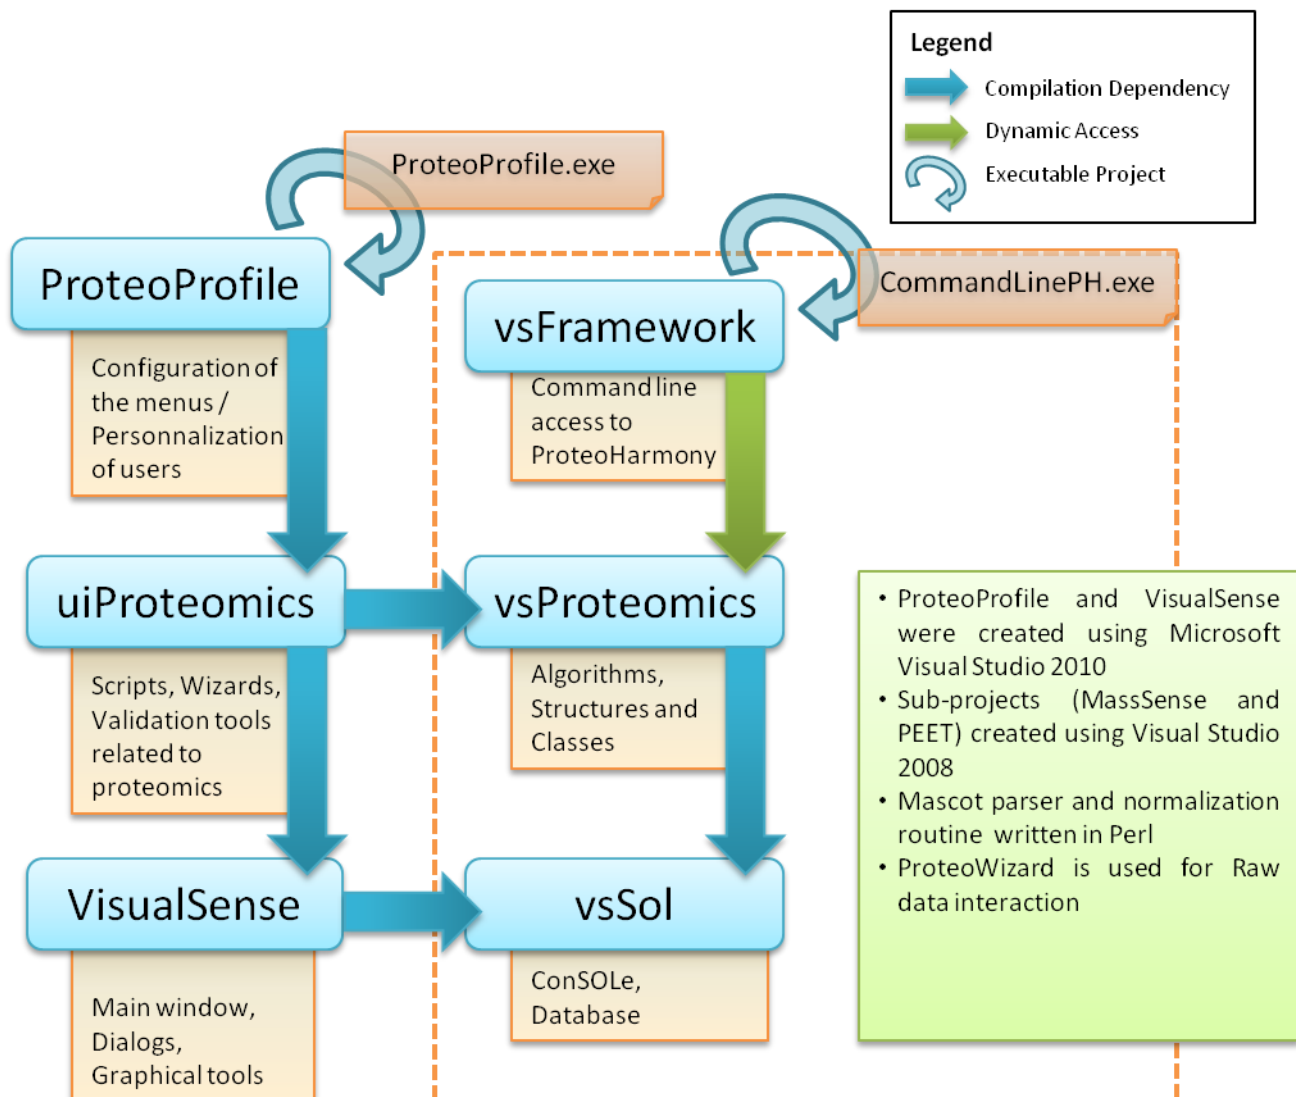 Legend
Compilation Dependency
Dynamic Access
Executable Project
ProteoProfile.exe
ProteoProfile
Configuration of
the menus /
Personnalization
of users
CommandLinePH.exe
vsFramework
Command line
access to
ProteoHarmony
uiProteomics
Scripts, Wizards,
Validation tools
related to
proteomics
vsProteomics
Algorithms,
Structures and
Classes
VisualSense
Main window,
Dialogs,
Graphical tools
vsSol
ConSOLe,
Database
• ProteoProfile and VisualSense
were created using Microsoft
Visual Studio 2010
• Sub-projects (MassSense and
PEET) created using Visual Studio
2008
• Mascot parser and normalization
routine written in Perl
• ProteoWizard is used for Raw
data interaction